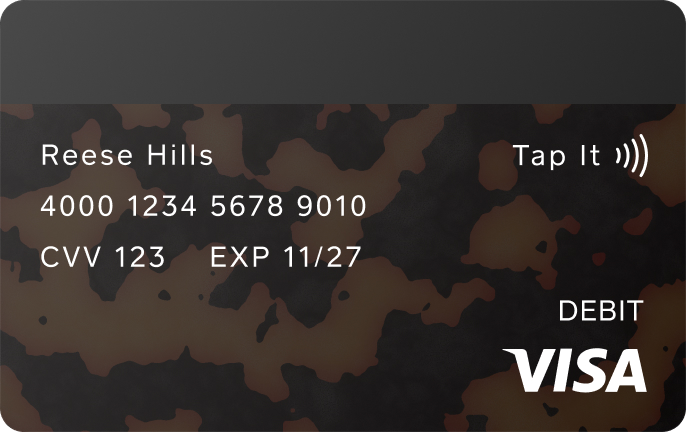 Reese Hills
Tap It
4000 1234 5678 9010
CVV 123 EXP 11/27
DEBIT
VISA